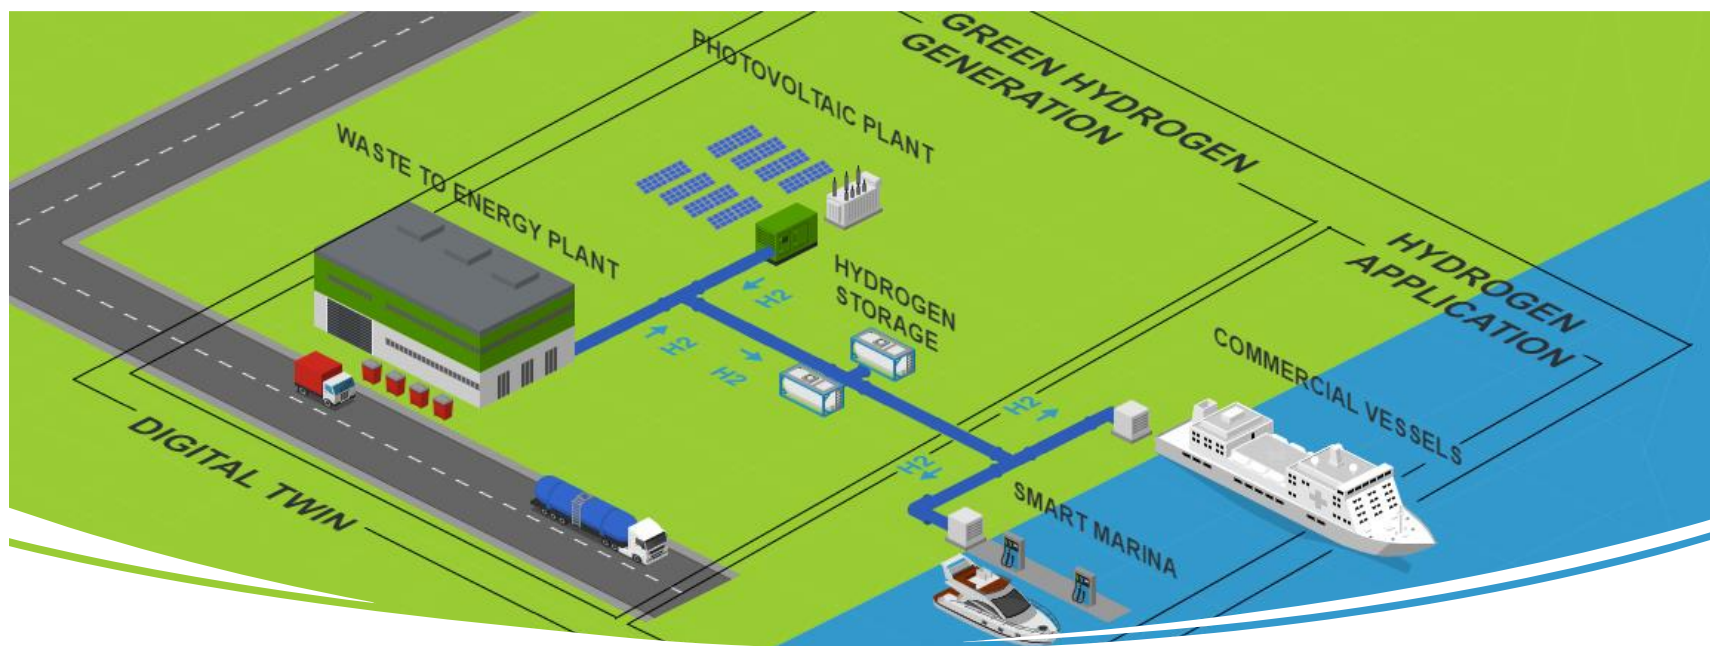 GREEN HYDROGEN
GENERATION
PHOTOVOLTAIC PLANT
WASTE TO ENERGY PLANT
HYDROGEN
STORAGE
HYDROGEN
APPLICATION
COMMERCIAL VESSELS
SMART MARINA
DIGITAL TWIN
H2
H2
H2
H2
H2